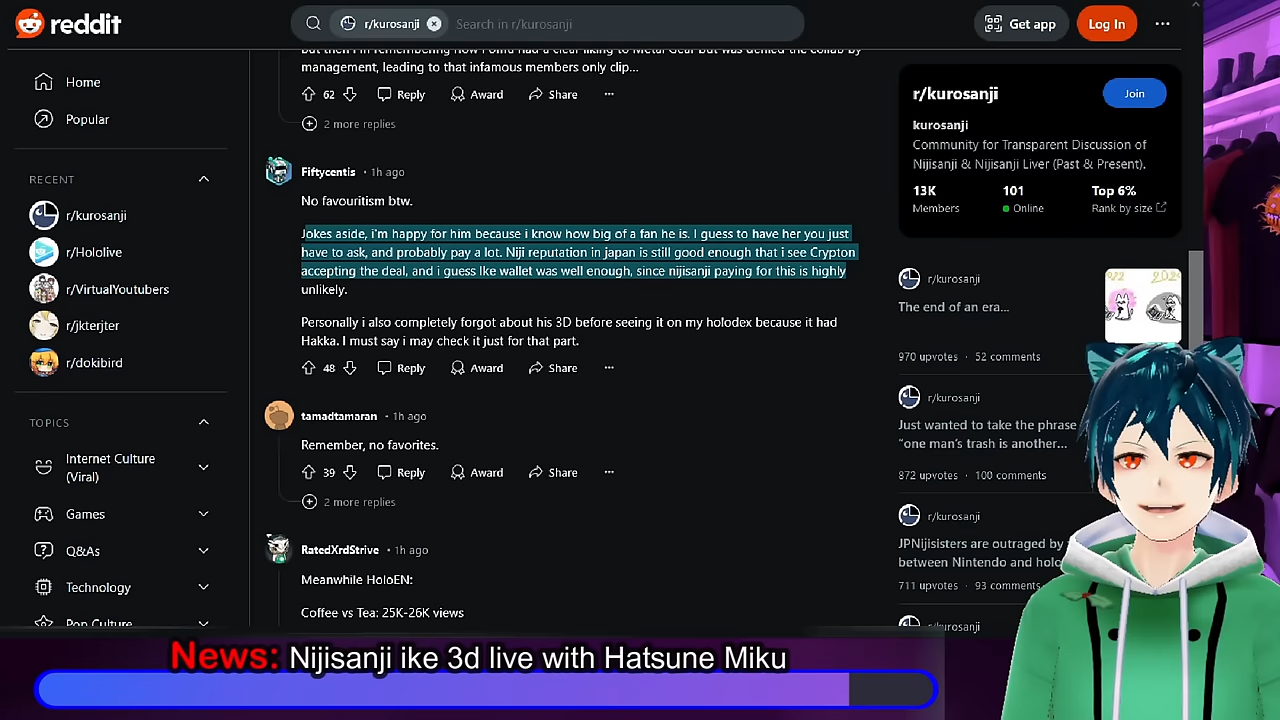 reddit
r/kurosanji
Search in r/kurosanji
Get app
Log In
Home
Popular
RECENT
r/kurosanji
r/Hololive
r/VirtualYoutubers
r/jkterjter
r/dokibird
TOPICS
Internet Culture
(Viral)
Games
Q&As
Technology
Pop Culture
management, leading to that infamous members only clip...
62
Reply
Award
Share
2 more replies
Fiftycentis • 1h ago
No favouritism btw.
Jokes aside, i'm happy for him because i know how big of a fan he is. I guess to have her you just
have to ask, and probably pay a lot. Niji reputation in japan is still good enough that i see Crypton
accepting the deal, and i guess Ike wallet was well enough, since nijisanji paying for this is highly
unlikely.
Personally i also completely forgot about his 3D before seeing it on my holodex because it had
Hakka. I must say i may check it just for that part.
48
Reply
Award
Share
tamadtamaran • 1h ago
Remember, no favorites.
39
Reply
Award
Share
2 more replies
RatedXrdStrive • 1h ago
Meanwhile HoloEN:
Coffee vs Tea: 25K-26K views
r/kurosanji
Join
kurosanji
Community for Transparent Discussion of
Nijisanji & Nijisanji Liver (Past & Present).
13K
Members
101
Online
Top 6%
Rank by size
r/kurosanji
The end of an era...
970 upvotes · 52 comments
r/kurosanji
Just wanted to take the phrase
“one man's trash is another...
872 upvotes · 100 comments
r/kurosanji
JPNijisisters are outraged by
between Nintendo and
711 upvotes · 93 comments
r/kurosanji
News: Nijisanji ike 3d live with Hatsune Miku